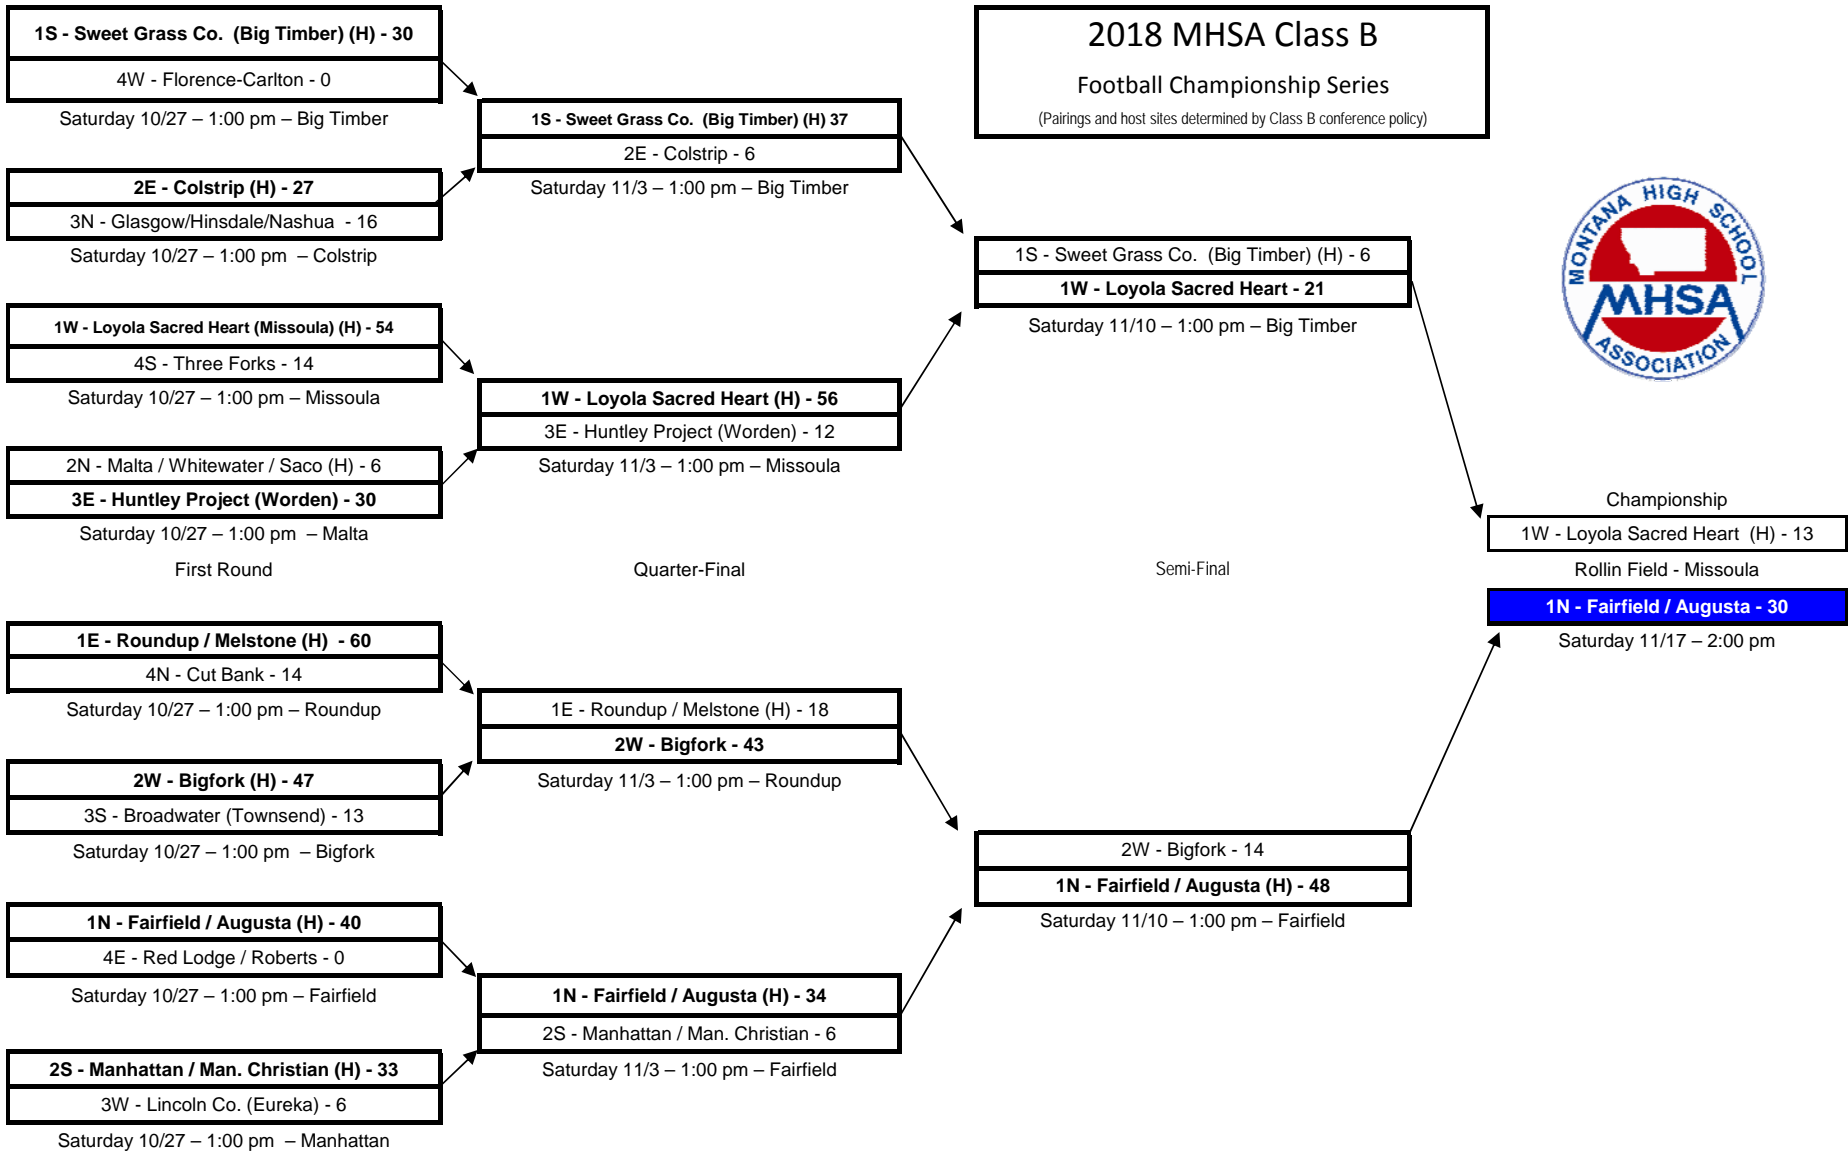 1S - Sweet Grass Co.  (Big Timber) (H) - 30
4W - Florence-Carlton - 0
Saturday 10/27 – 1:00 pm – Big Timber
2E - Colstrip (H) - 27
3N - Glasgow/Hinsdale/Nashua  - 16
Saturday 10/27 – 1:00 pm  – Colstrip
1W - Loyola Sacred Heart (Missoula) (H) - 54
4S - Three Forks - 14
Saturday 10/27 – 1:00 pm – Missoula
2N - Malta / Whitewater / Saco (H) - 6
3E - Huntley Project (Worden) - 30
Saturday 10/27 – 1:00 pm  – Malta
First Round
1E - Roundup / Melstone (H)  - 60
4N - Cut Bank - 14
Saturday 10/27 – 1:00 pm – Roundup
2W - Bigfork (H) - 47
3S - Broadwater (Townsend) - 13
Saturday 10/27 – 1:00 pm  – Bigfork
1N - Fairfield / Augusta (H) - 40
4E - Red Lodge / Roberts - 0
Saturday 10/27 – 1:00 pm – Fairfield
2S - Manhattan / Man. Christian (H) - 33
3W - Lincoln Co. (Eureka) - 6
Saturday 10/27 – 1:00 pm  – Manhattan
1S - Sweet Grass Co.  (Big Timber) (H) 37
2E - Colstrip - 6
Saturday 11/3 – 1:00 pm – Big Timber
1W - Loyola Sacred Heart (H) - 56
3E - Huntley Project (Worden) - 12
Saturday 11/3 – 1:00 pm – Missoula
Quarter-Final
1E - Roundup / Melstone (H) - 18
2W - Bigfork - 43
Saturday 11/3 – 1:00 pm – Roundup
1N - Fairfield / Augusta (H) - 34
2S - Manhattan / Man. Christian - 6
Saturday 11/3 – 1:00 pm – Fairfield
2018 MHSA Class B
Football Championship Series
(Pairings and host sites determined by Class B conference policy)
1S - Sweet Grass Co.  (Big Timber) (H) - 6
1W - Loyola Sacred Heart - 21
Saturday 11/10 – 1:00 pm – Big Timber
Semi-Final
2W - Bigfork - 14
1N - Fairfield / Augusta (H) - 48
Saturday 11/10 – 1:00 pm – Fairfield
MONTANA HIGH SCHOOL
MHSA
ASSOCIATION
Championship
1W - Loyola Sacred Heart  (H) - 13
Rollin Field - Missoula
1N - Fairfield / Augusta - 30
Saturday 11/17 – 2:00 pm